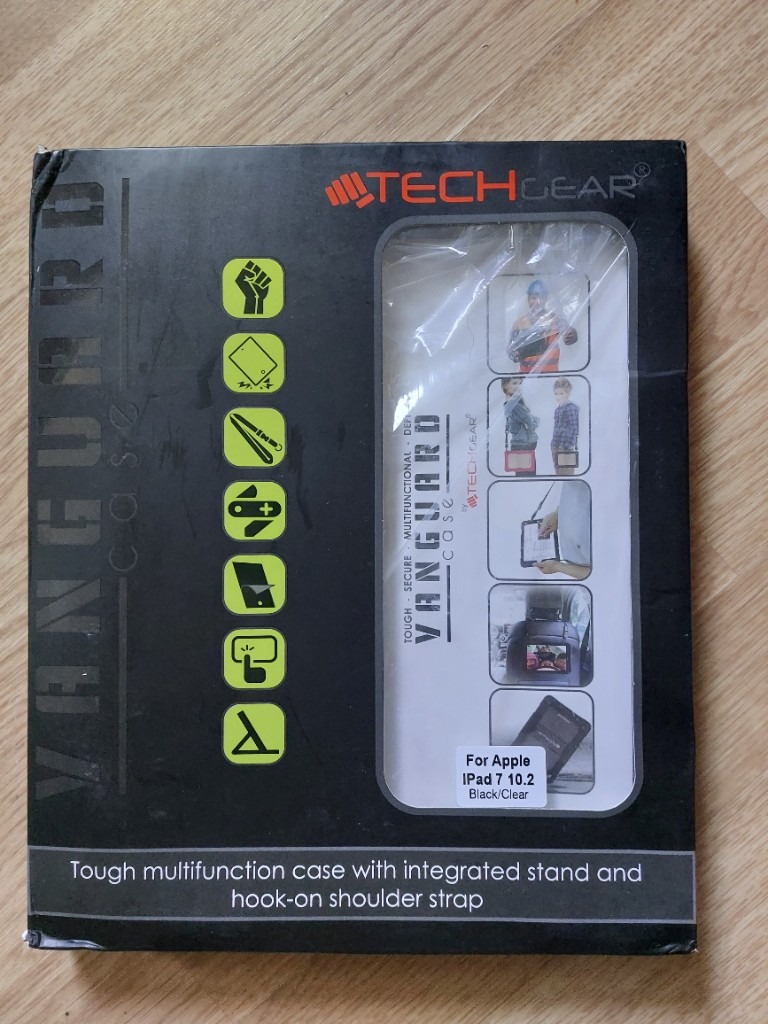 TECHGEAR®
VANGUARD
case
TOUGH - SECURE - MULTIFUNCTIONAL -
VANGUARD
case
by TECHGEAR®
For Apple
IPad 7 10.2
Black/Clear
Tough multifunction case with integrated stand and
hook-on shoulder strap